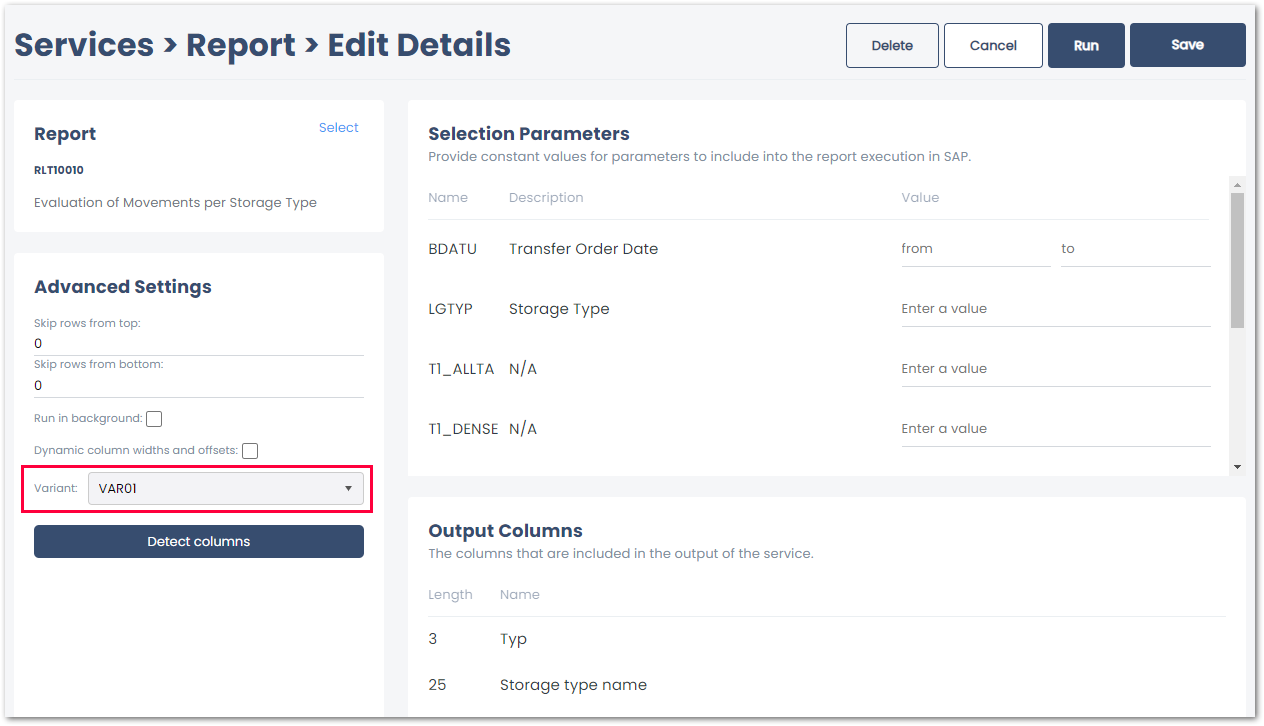 Services > Report > Edit Details
Delete
Cancel
Run
Save
Report
Select
RLT10010
Evaluation of Movements per Storage Type
Advanced Settings
Skip rows from top:
0
Skip rows from bottom:
0
Run in background:
Dynamic column widths and offsets:
Variant: VAR01
Detect columns
Selection Parameters
Provide constant values for parameters to include into the report execution in SAP.
Name Description Value
BDATU Transfer Order Date from to
LGTYP Storage Type Enter a value
T1_ALLTA N/A Enter a value
T1_DENSE N/A Enter a value
Output Columns
The columns that are included in the output of the service.
Length Name
3 Typ
25 Storage type name